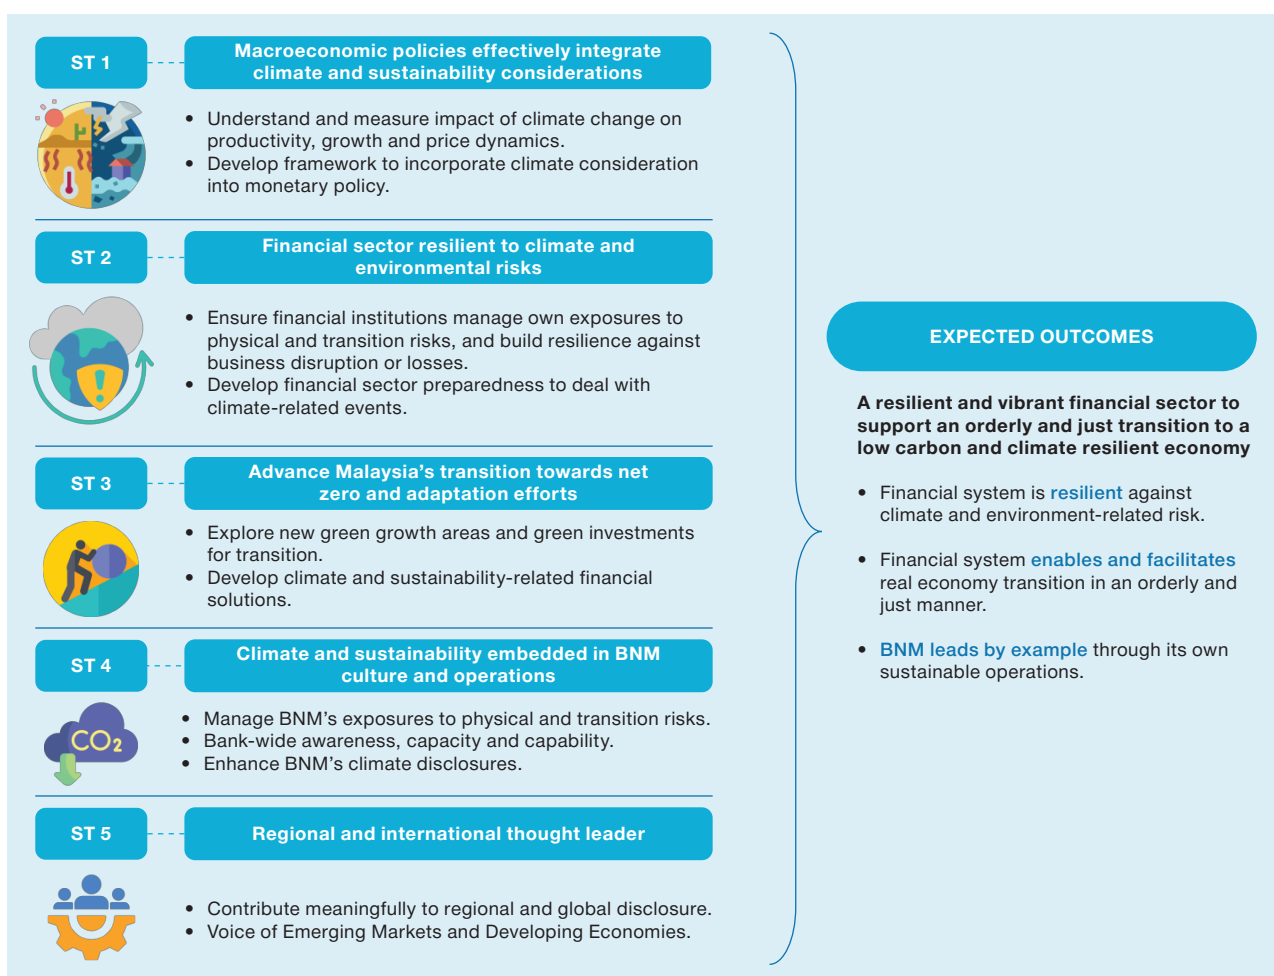 ST 1
Macroeconomic policies effectively integrate
climate and sustainability considerations
• Understand and measure impact of climate change on
productivity, growth and price dynamics.
• Develop framework to incorporate climate consideration
into monetary policy.
ST 2
Financial sector resilient to climate and
environmental risks
• Ensure financial institutions manage own exposures to
physical and transition risks, and build resilience against
business disruption or losses.
• Develop financial sector preparedness to deal with
climate-related events.
ST 3
Advance Malaysia's transition towards net
zero and adaptation efforts
• Explore new green growth areas and green investments
for transition.
• Develop climate and sustainability-related financial
solutions.
ST 4
Climate and sustainability embedded in BNM
culture and operations
CO2
• Manage BNM's exposures to physical and transition risks.
• Bank-wide awareness, capacity and capability.
• Enhance BNM's climate disclosures.
ST 5
Regional and international thought leader
• Contribute meaningfully to regional and global disclosure.
• Voice of Emerging Markets and Developing Economies.
EXPECTED OUTCOMES
A resilient and vibrant financial sector to
support an orderly and just transition to a
low carbon and climate resilient economy
• Financial system is resilient against
climate and environment-related risk.
• Financial system enables and facilitates
real economy transition in an orderly and
just manner.
• BNM leads by example through its own
sustainable operations.